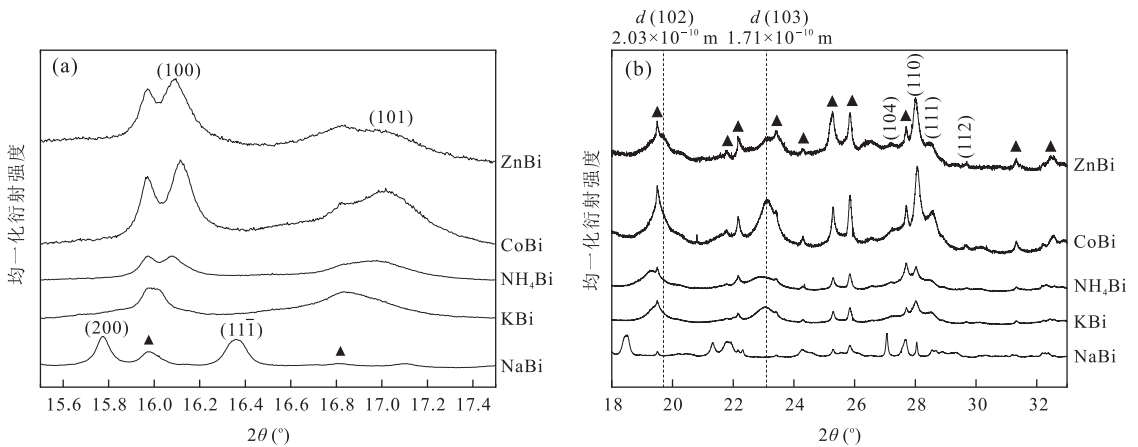 (a)
(100)
(101)
ZnBi
CoBi
NH₄Bi
KBi
(200)
(111̄)
NaBi
均一化衍射强度
15.6 15.8 16.0 16.2 16.4 16.6 16.8 17.0 17.2 17.4
2θ (°)
d (102)
2.03×10⁻¹⁰ m
d (103)
1.71×10⁻¹⁰ m
(b)
(104)
(110)
(111)
(112)
ZnBi
CoBi
NH₄Bi
KBi
NaBi
均一化衍射强度
18 20 22 24 26 28 30 32
2θ (°)